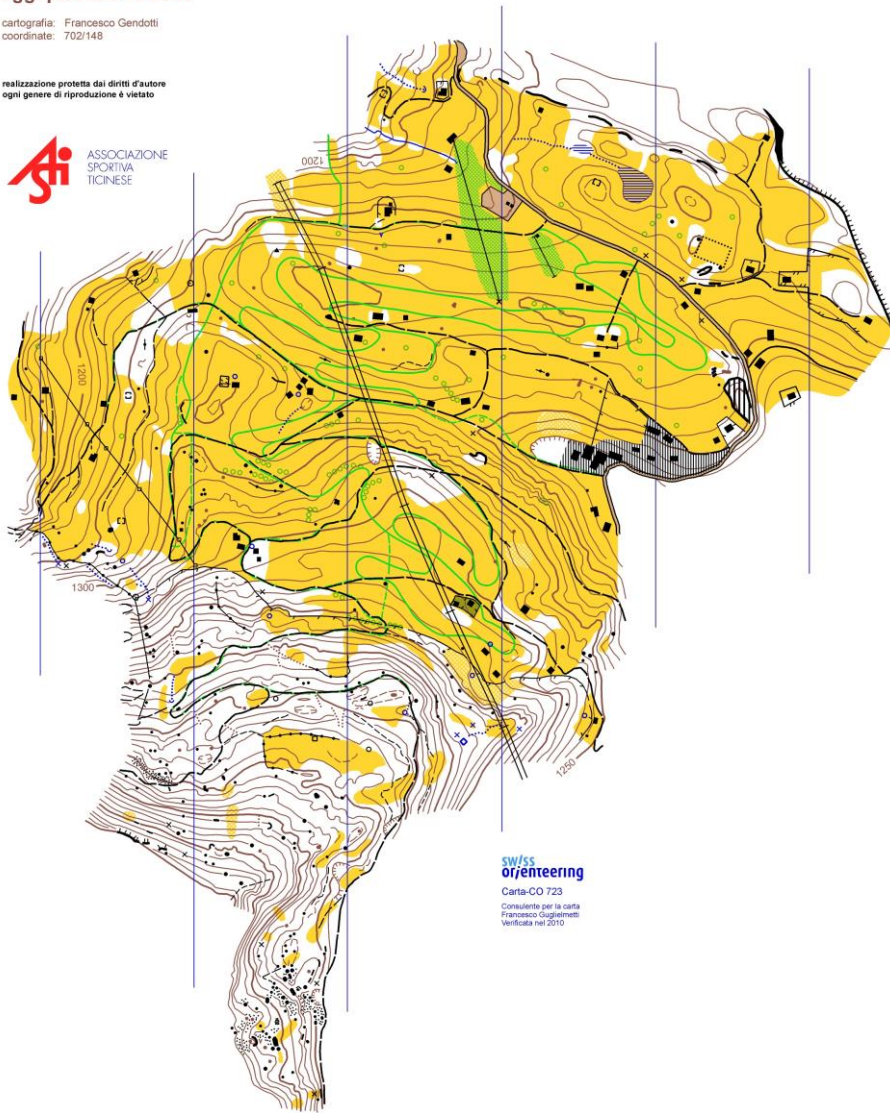 cartografia: Francesco Gendotti
coordinate: 702/148
realizzazione protetta dai diritti d'autore
ogni genere di riproduzione è vietato
ASTi
ASSOCIAZIONE
SPORTIVA
TICINESE
1200
1200
1300
1250
swiss
orienteering
Carta-CO 723
Consulente per la carta
Francesco Guglielmetti
Verificata nel 2010